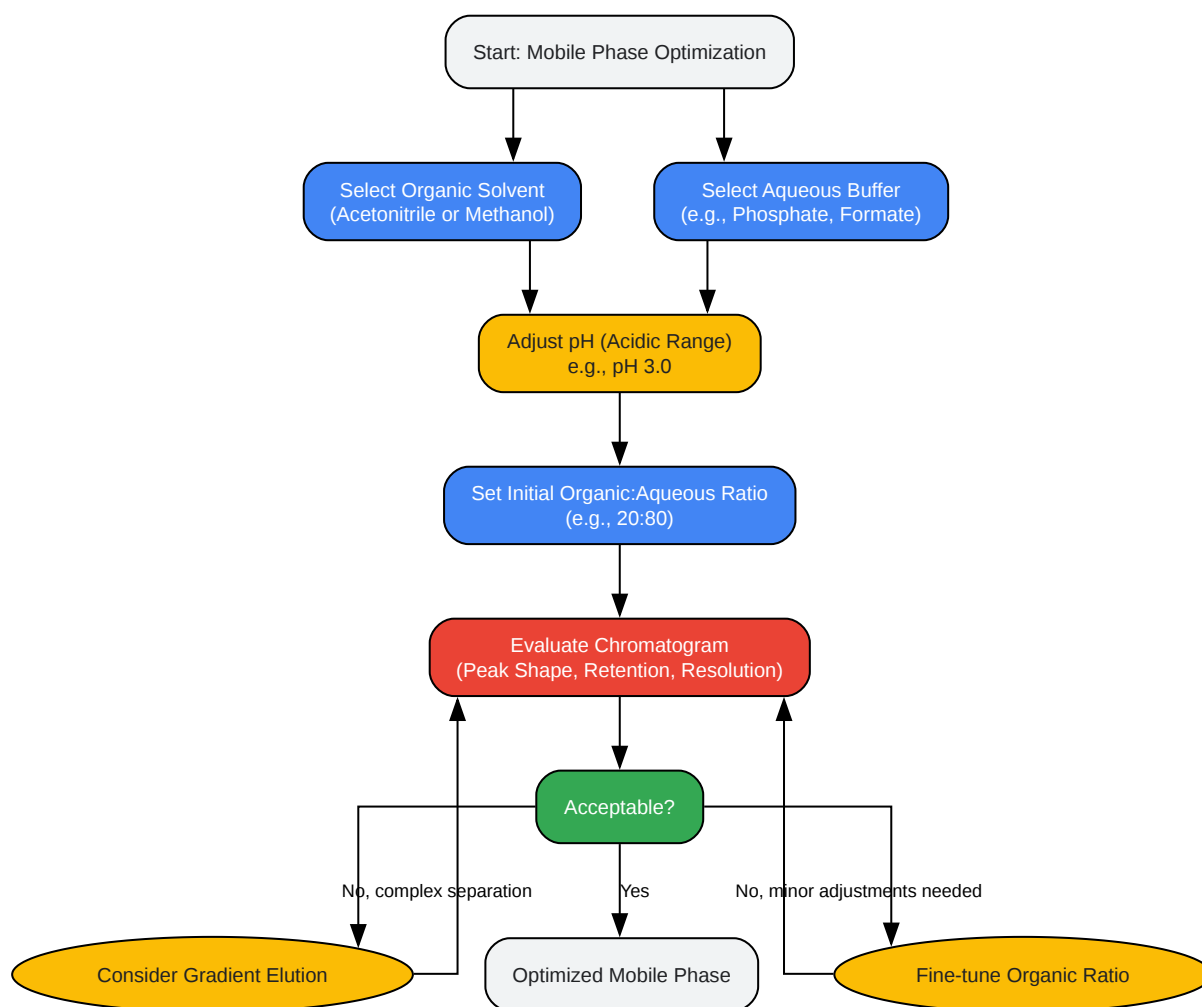 Start: Mobile Phase Optimization
Select Organic Solvent
(Acetonitrile or Methanol)
Select Aqueous Buffer
(e.g., Phosphate, Formate)
Adjust pH (Acidic Range)
e.g., pH 3.0
Set Initial Organic:Aqueous Ratio
(e.g., 20:80)
Evaluate Chromatogram
(Peak Shape, Retention, Resolution)
Acceptable?
No, complex separation
Yes
No, minor adjustments needed
Consider Gradient Elution
Optimized Mobile Phase
Fine-tune Organic Ratio